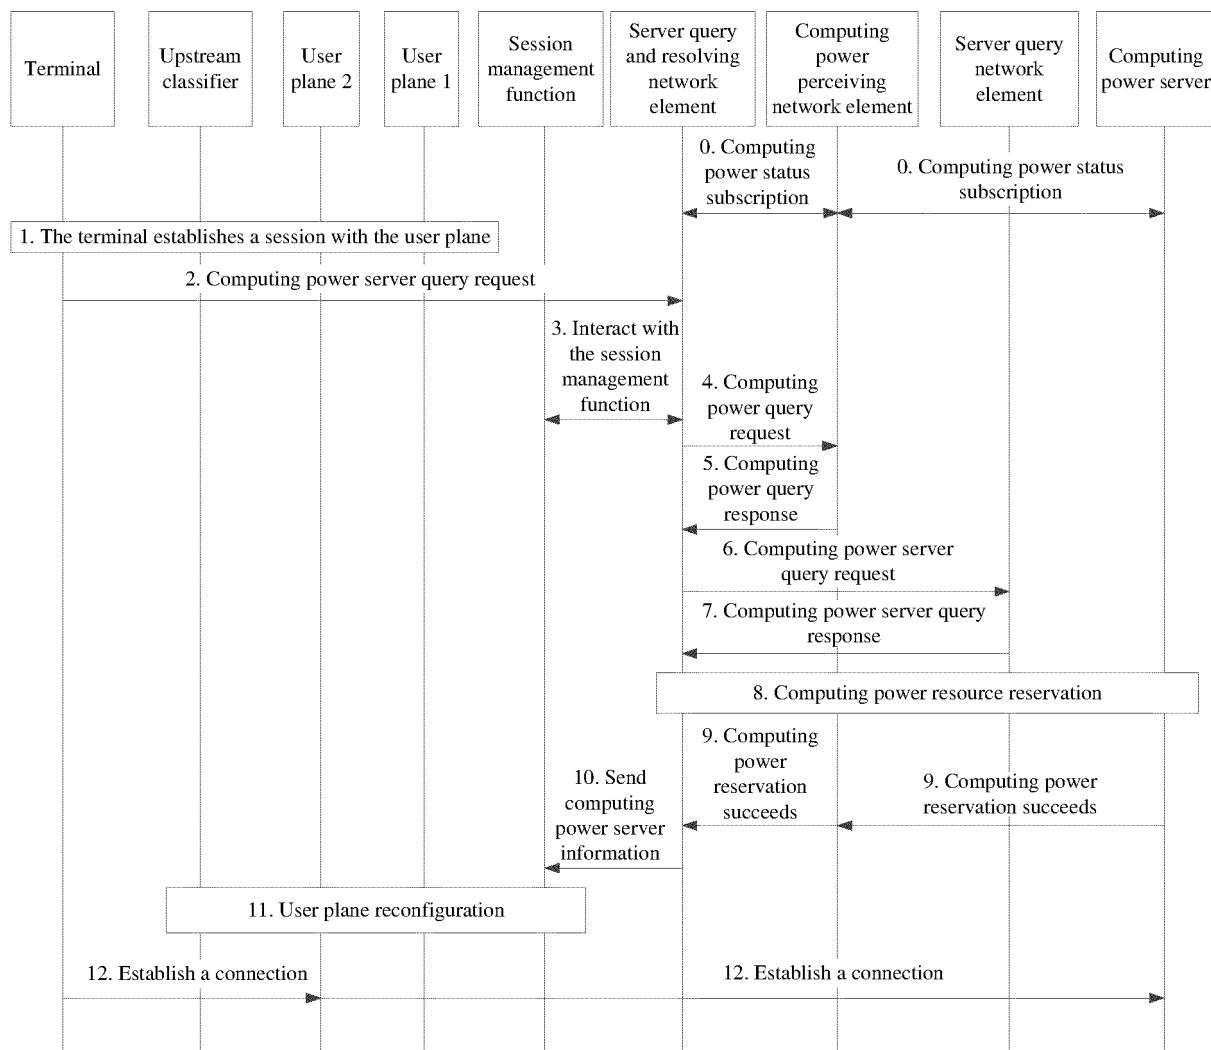 Terminal
Upstream
classifier
User
plane 2
User
plane 1
Session
management
function
Server query
and resolving
network
element
Computing
power
perceiving
network element
Server query
network
element
Computing
power server
0. Computing
power status
subscription
0. Computing power status
subscription
1. The terminal establishes a session with the user plane
2. Computing power server query request
3. Interact with
the session
management
function
4. Computing
power query
request
5. Computing
power query
response
6. Computing power server
query request
7. Computing power server query
response
8. Computing power resource reservation
9. Computing
power
reservation
succeeds
9. Computing power
reservation succeeds
10. Send
computing
power server
information
11. User plane reconfiguration
12. Establish a connection
12. Establish a connection